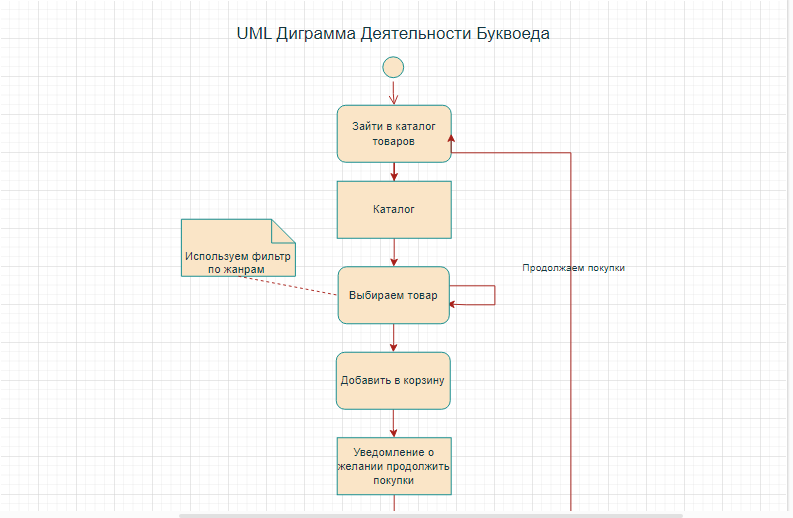 UML Диграмма Деятельности Буквоеда
Зайти в каталог
товаров
Каталог
Используем фильтр
по жанрам
Продолжаем покупки
Выбираем товар
Добавить в корзину
Уведомление о
желании продолжить
покупки